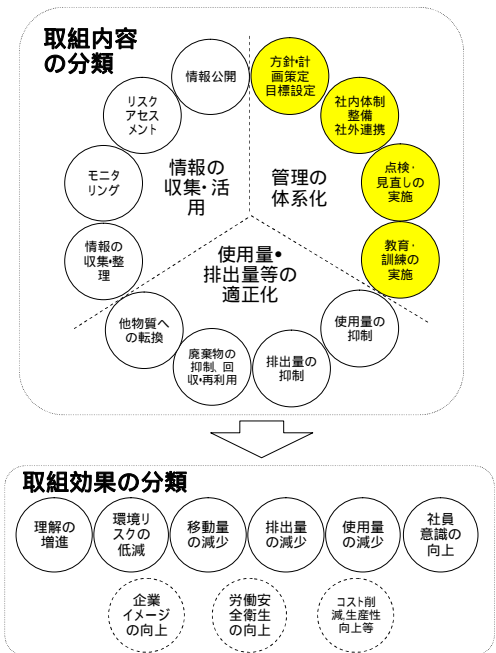 取組内容
の分類
情報公開
方針・計
画策定
目標設定
リスク
アセス
メント
社内体制
整備
社外連携
モニタ
リング
情報の
収集・活
用
管理の
体系化
点検・
見直しの
実施
情報の
収集・整
理
使用量・
排出量等の
適正化
教育・
訓練の
実施
他物質へ
の転換
廃棄物の
抑制、回
収・再利用
排出量の
抑制
使用量の
抑制
取組効果の分類
理解の
増進
環境リ
スクの
低減
移動量
の減少
排出量
の減少
使用量
の減少
社員
意識の
向上
企業
イメージ
の向上
労働安
全衛生
の向上
コスト削
減、生産性
向上等